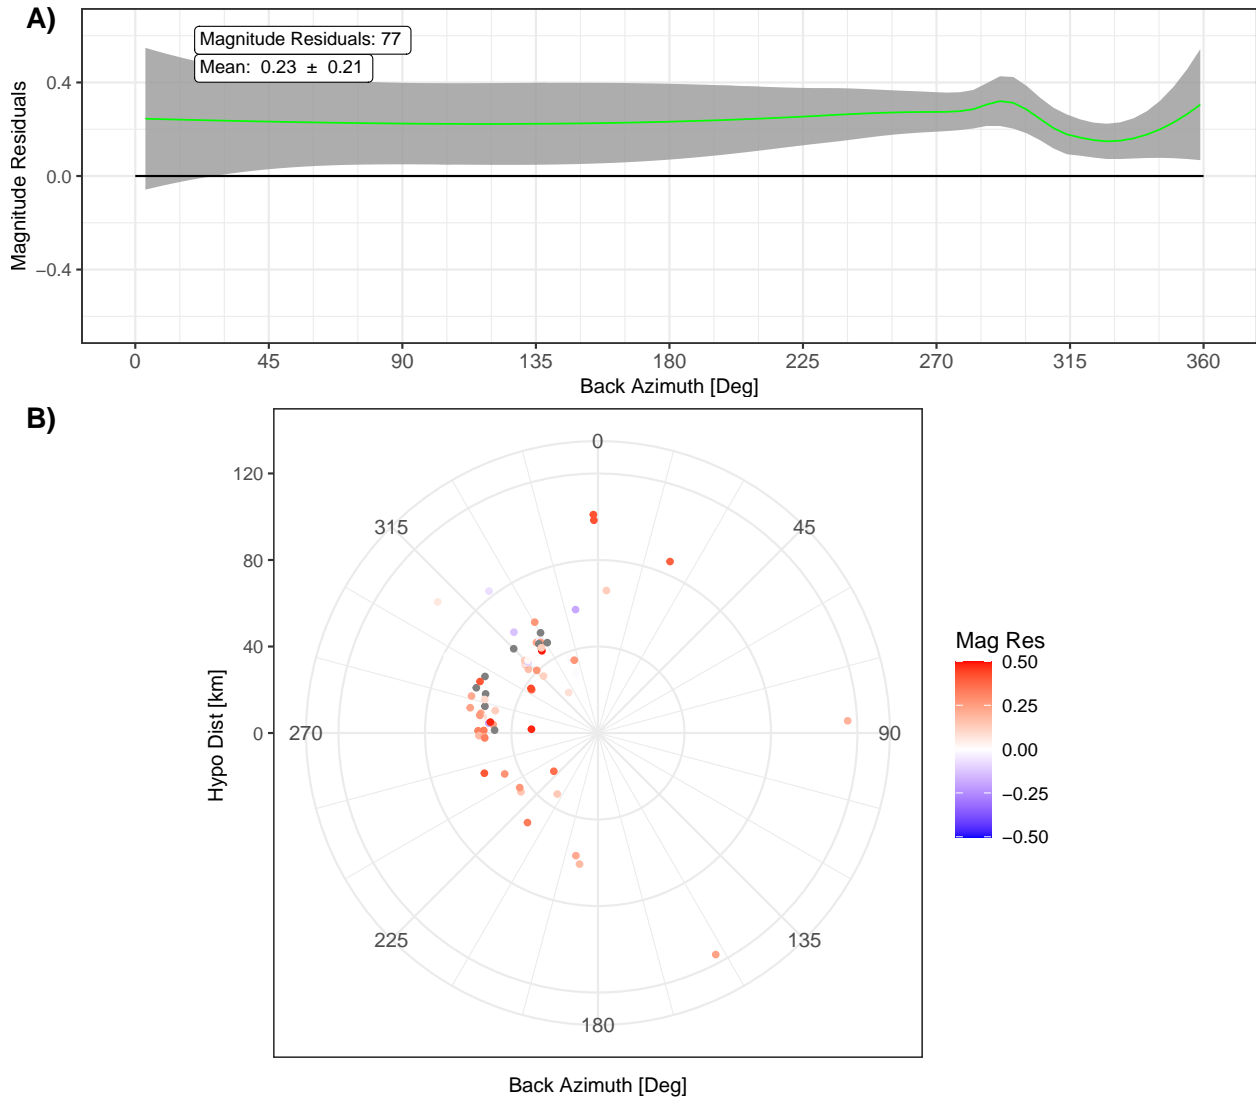 A)
Magnitude Residuals: 77
Mean:  0.23  ±  0.21
Magnitude Residuals
0.4
0.0
−0.4
0 45 90 135 180 225 270 315 360
Back Azimuth [Deg]
B)
Hypo Dist [km]
120
80
40
0
0
45
90
135
180
225
270
315
Back Azimuth [Deg]
Mag Res
0.50
0.25
0.00
−0.25
−0.50